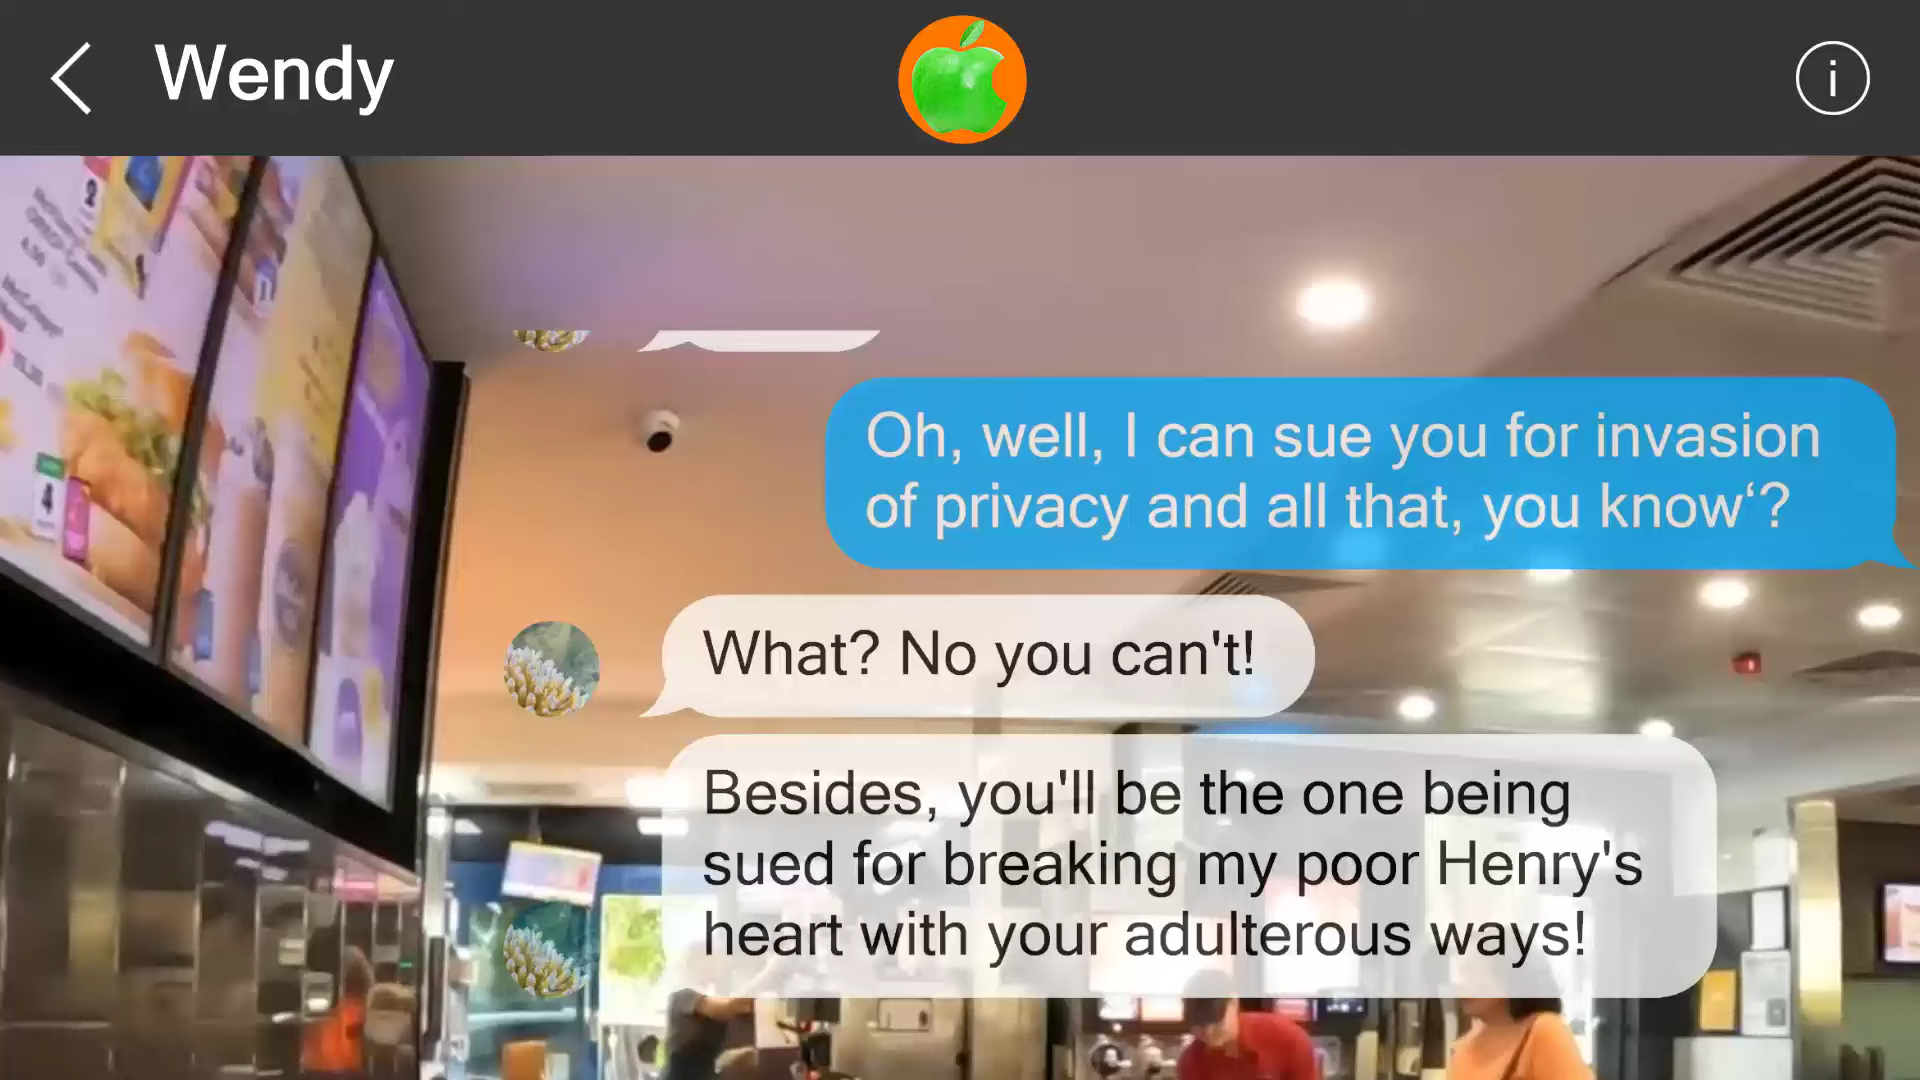 Wendy
Oh, well, I can sue you for invasion
of privacy and all that, you know‘?
What? No you can't!
Besides, you'll be the one being
sued for breaking my poor Henry's
heart with your adulterous ways!